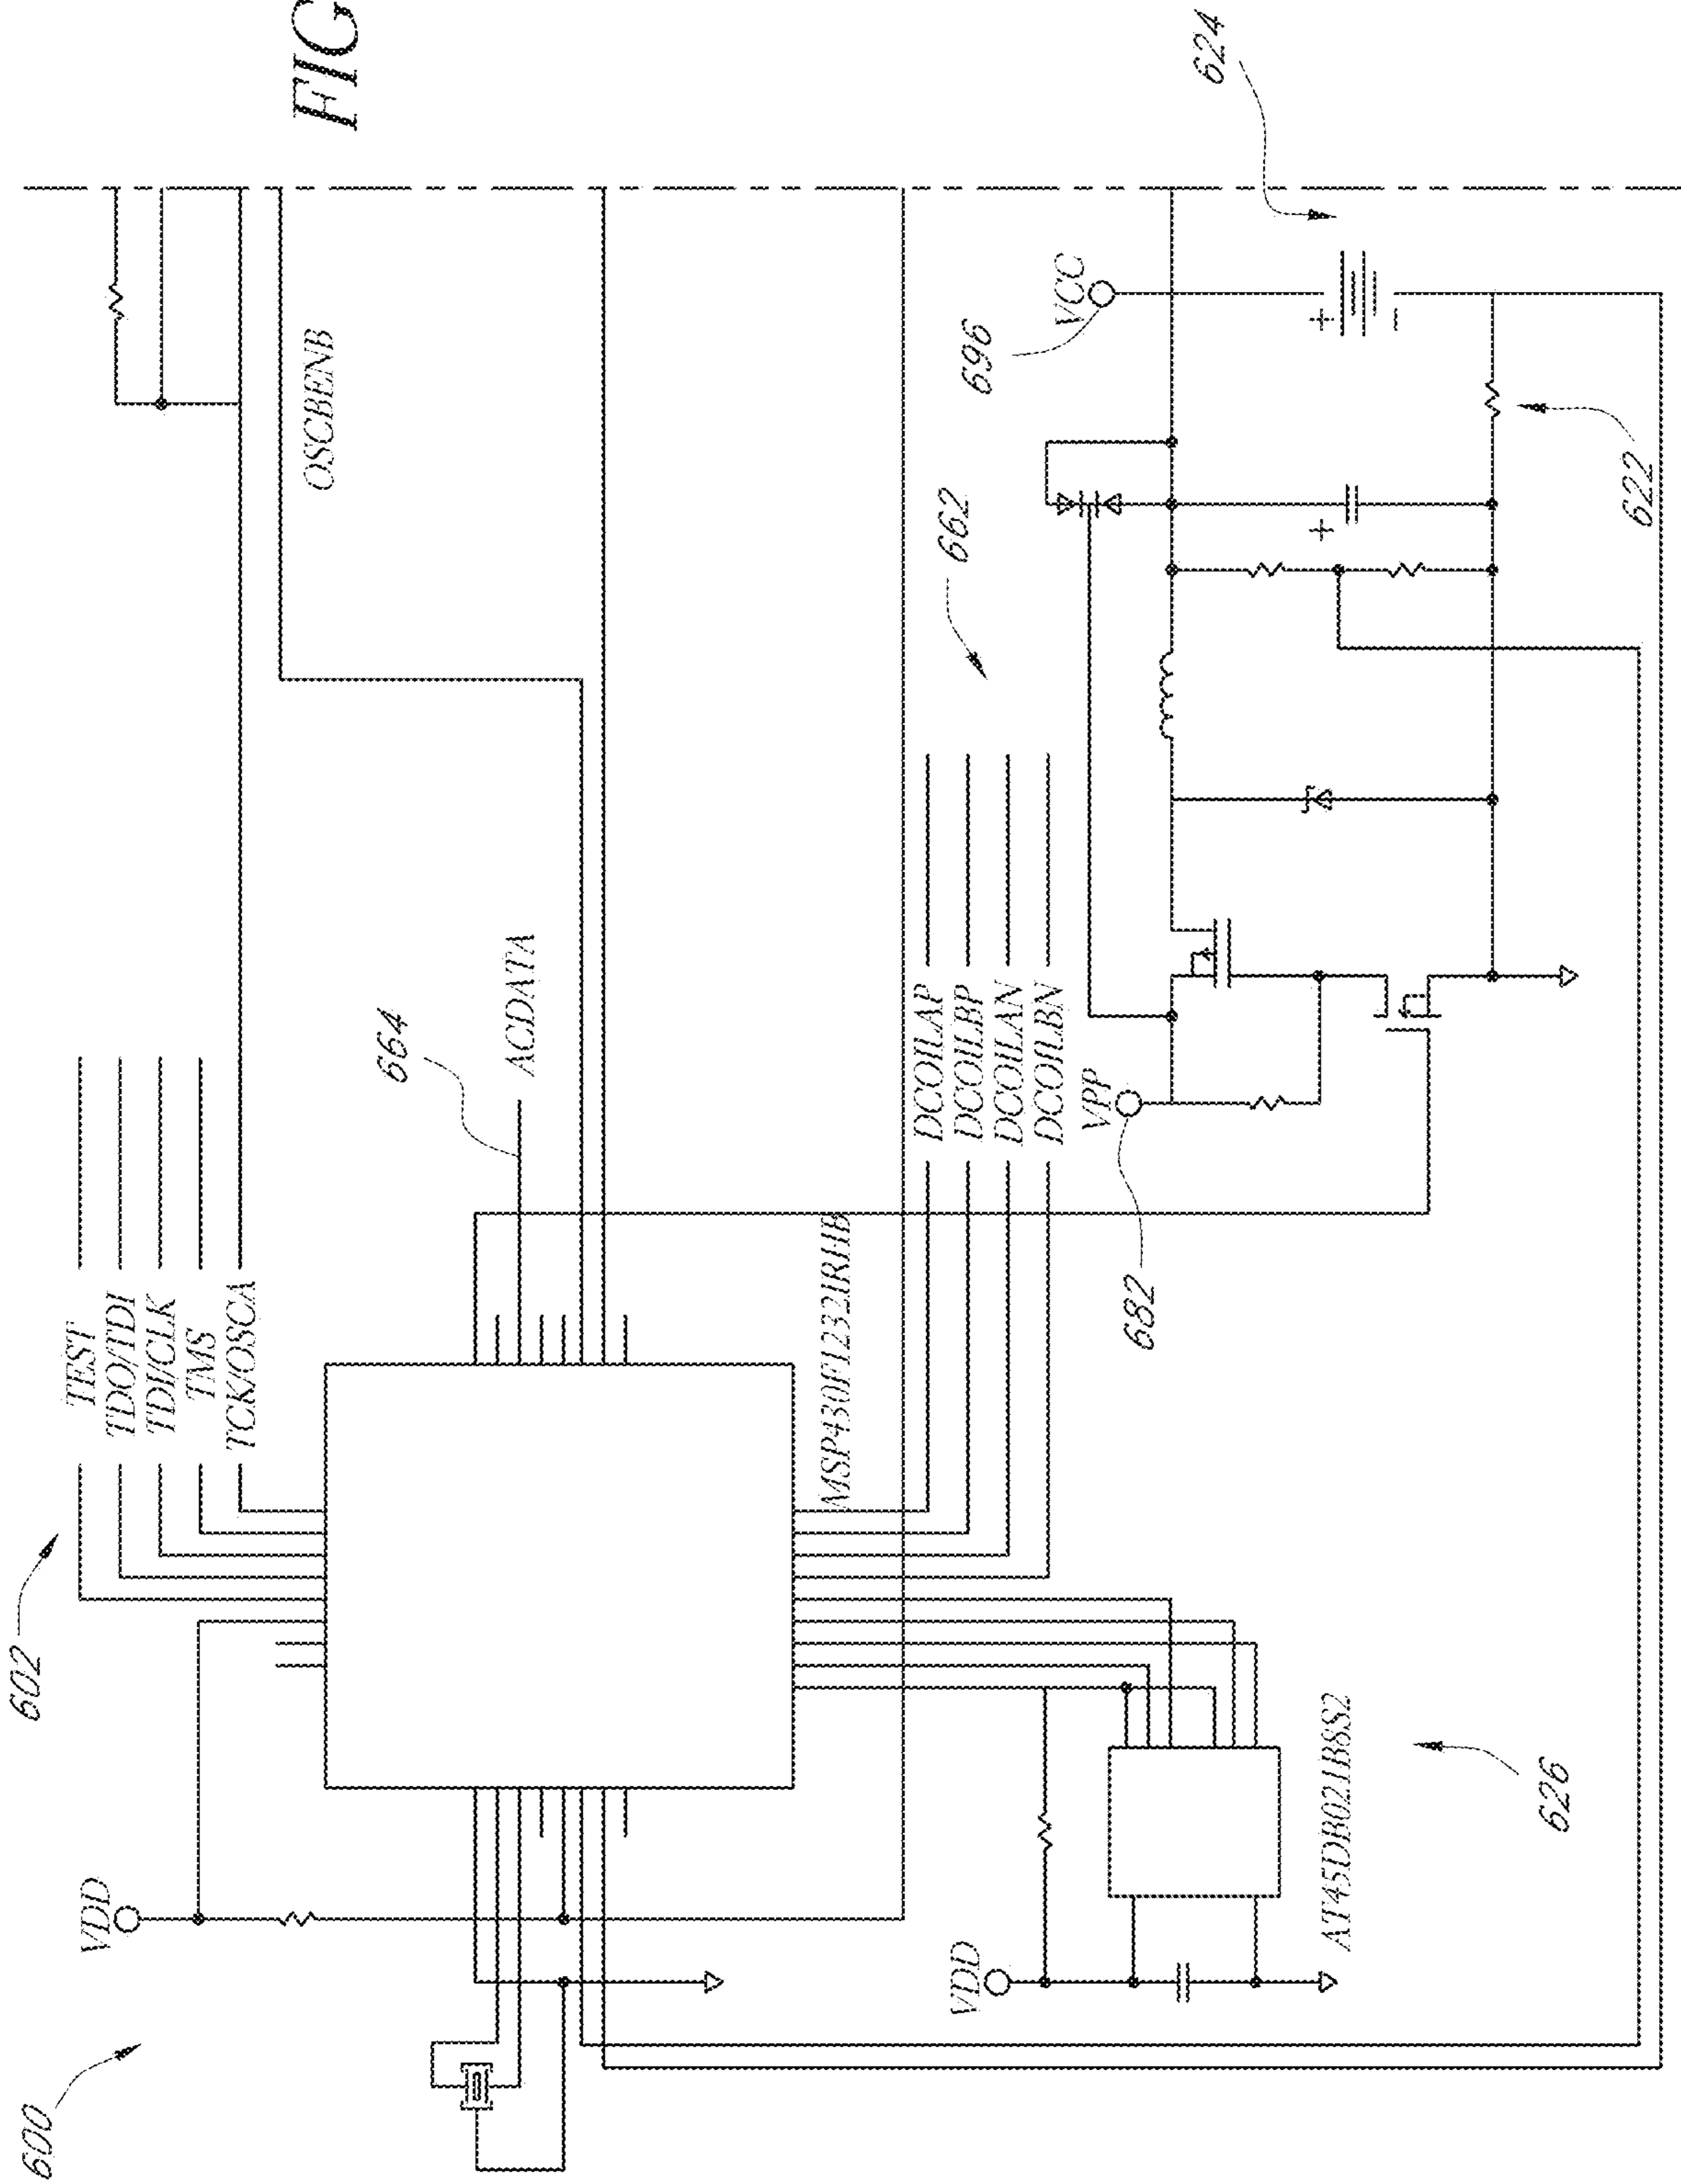 FIG
600
602
VDD
TEST
TDO/TDI
TDI/CLK
TMS
TCK/OSCA
OSCBENB
664
ACDATA
MSP430F1232IRHB
662
DCOILAP
DCOILBP
DCOILAN
DCOILBN
VPP
682
696
VCC
624
+
-
+
622
VDD
AT45DB021B8S2
626